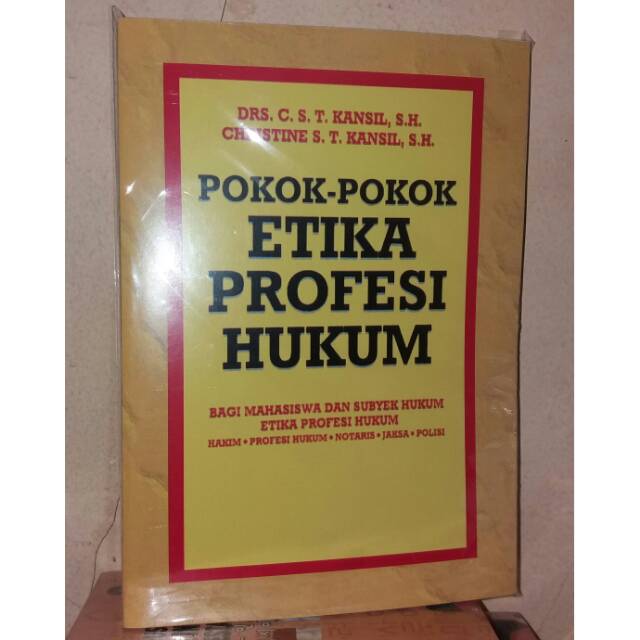 DRS. C. S. T. KANSIL, S.H.
CHRISTINE S. T. KANSIL, S.H.
POKOK-POKOK
ETIKA
PROFESI
HUKUM
BAGI MAHASISWA DAN SUBYEK HUKUM
ETIKA PROFESI HUKUM
HAKIM • PROFESI HUKUM • NOTARIS • JAKSA • POLISI